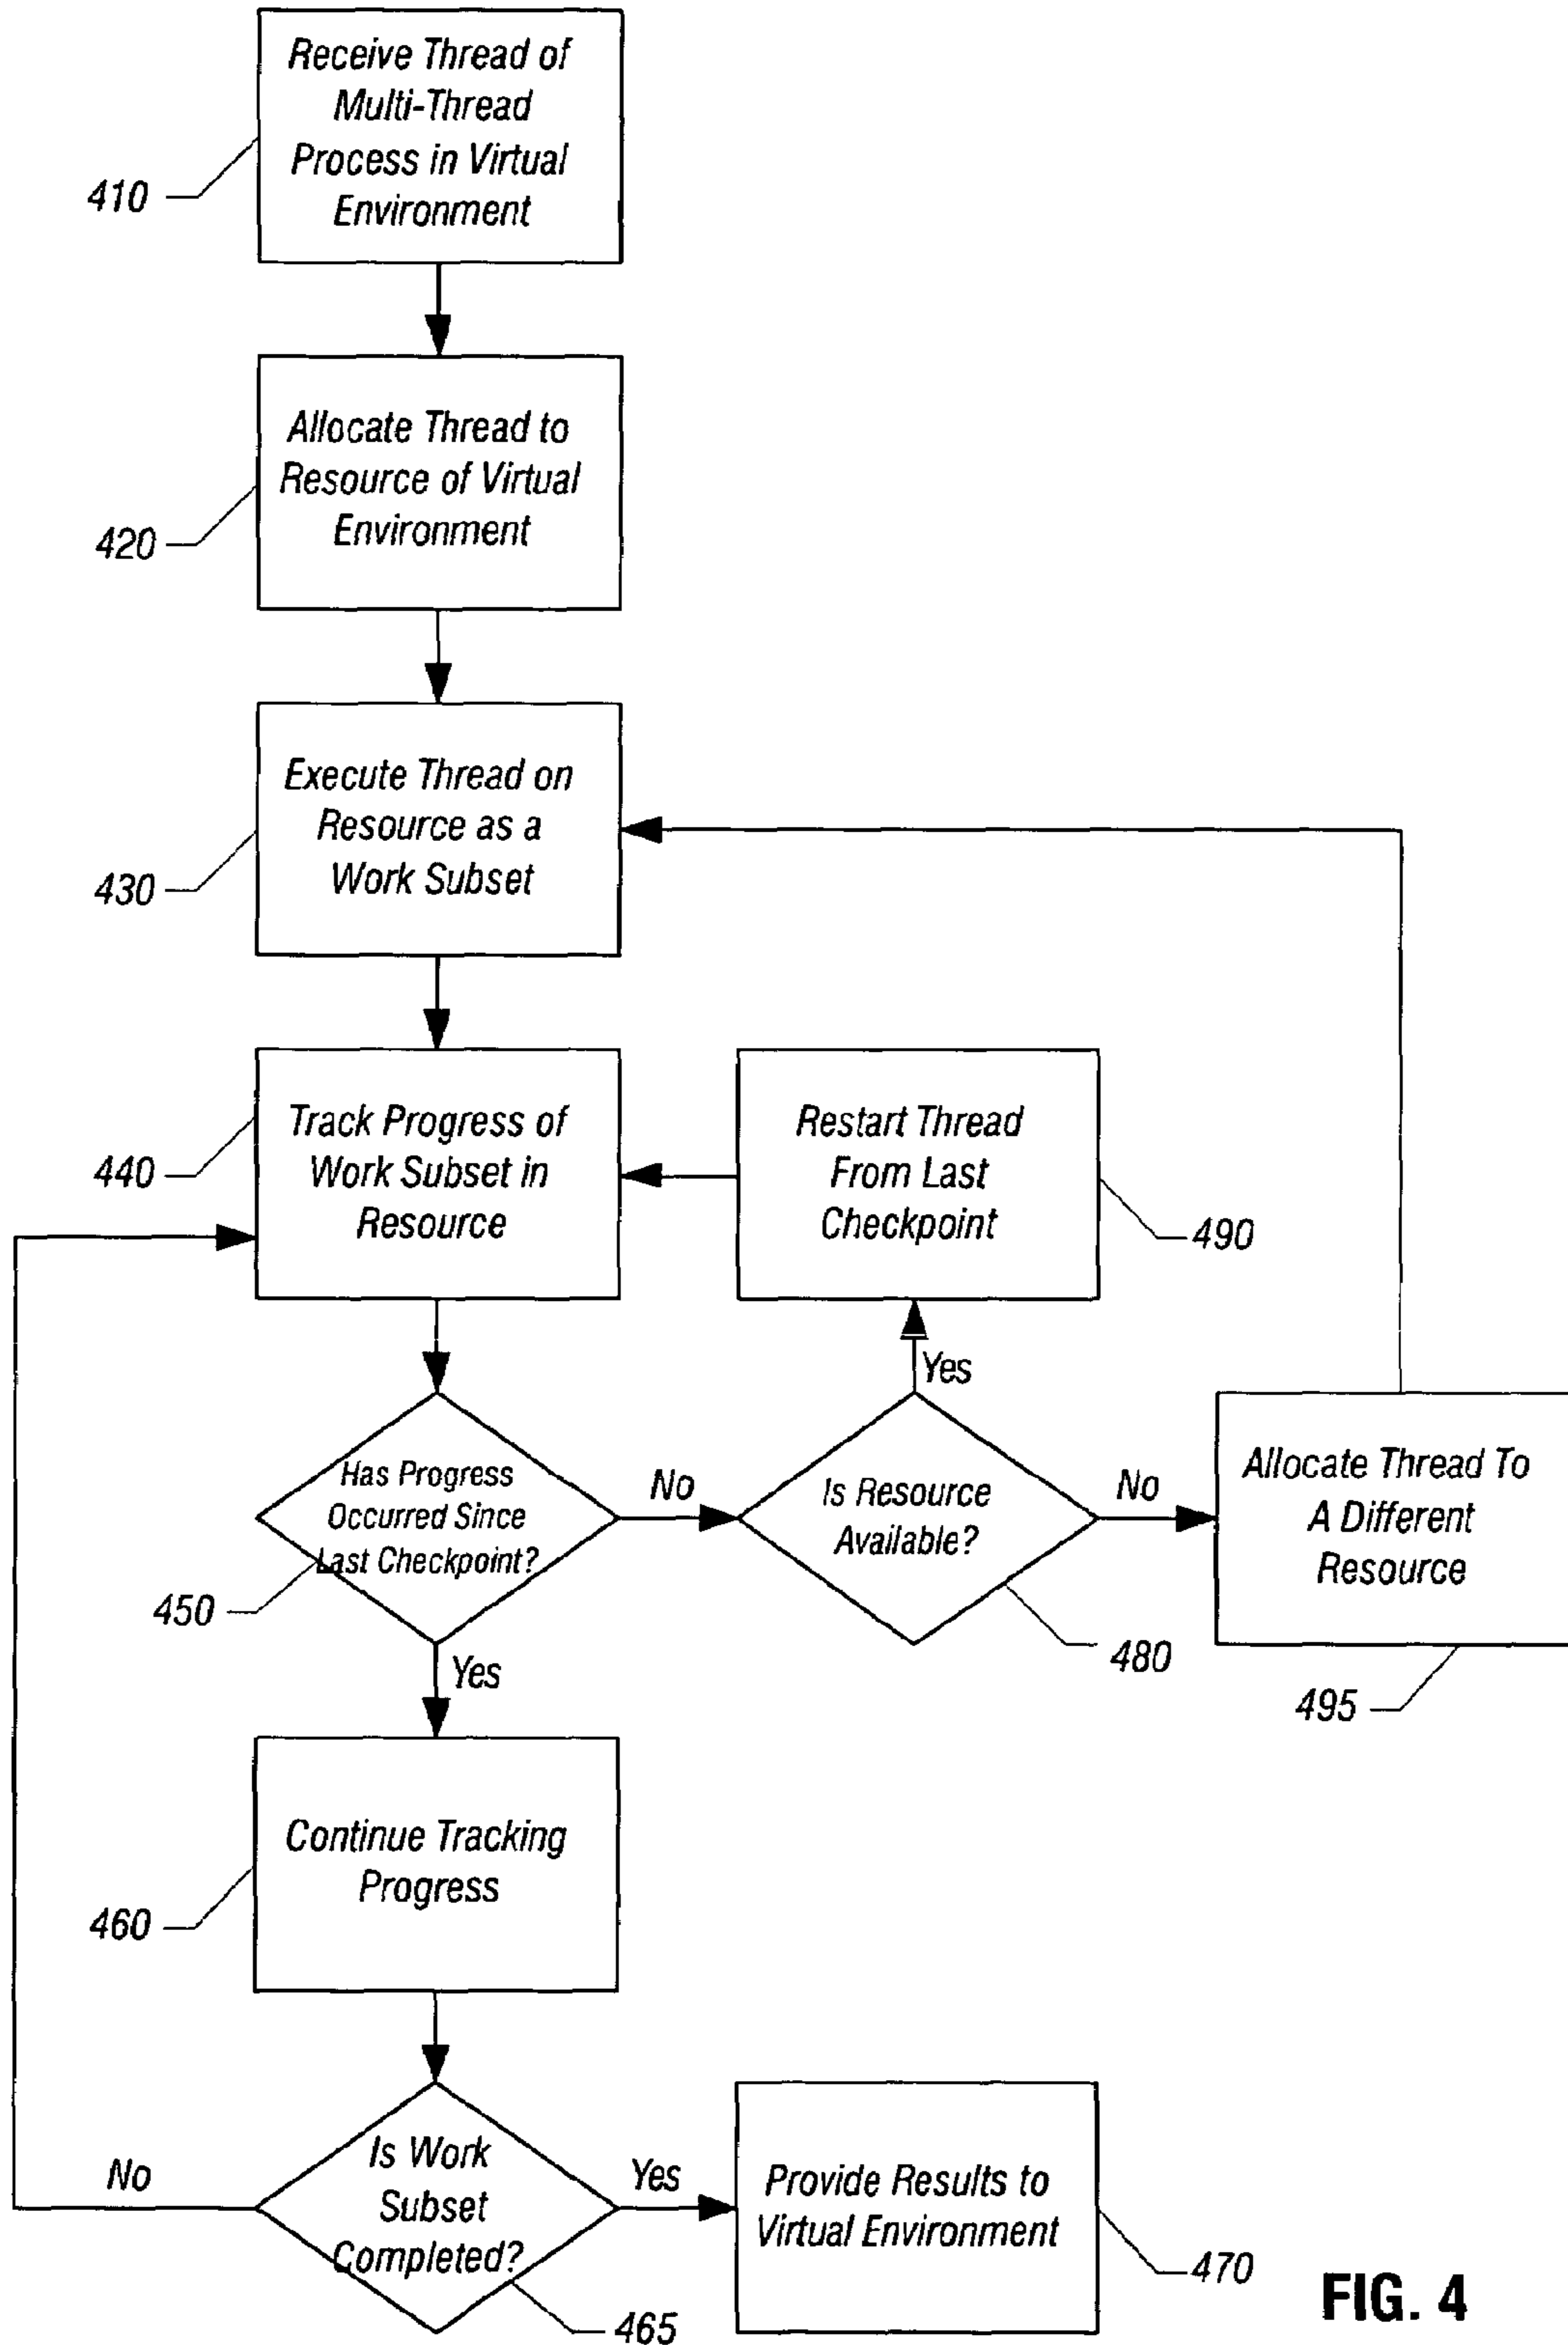 Receive Thread of
Multi-Thread
Process in Virtual
Environment
410
Allocate Thread to
Resource of Virtual
Environment
420
Execute Thread on
Resource as a
Work Subset
430
Track Progress of
Work Subset in
Resource
440
Restart Thread
From Last
Checkpoint
490
Has Progress
Occurred Since
Last Checkpoint?
450
No
Yes
Is Resource
Available?
480
Yes
No
Allocate Thread To
A Different
Resource
495
Continue Tracking
Progress
460
Is Work
Subset
Completed?
465
No
Yes
Provide Results to
Virtual Environment
470
FIG. 4